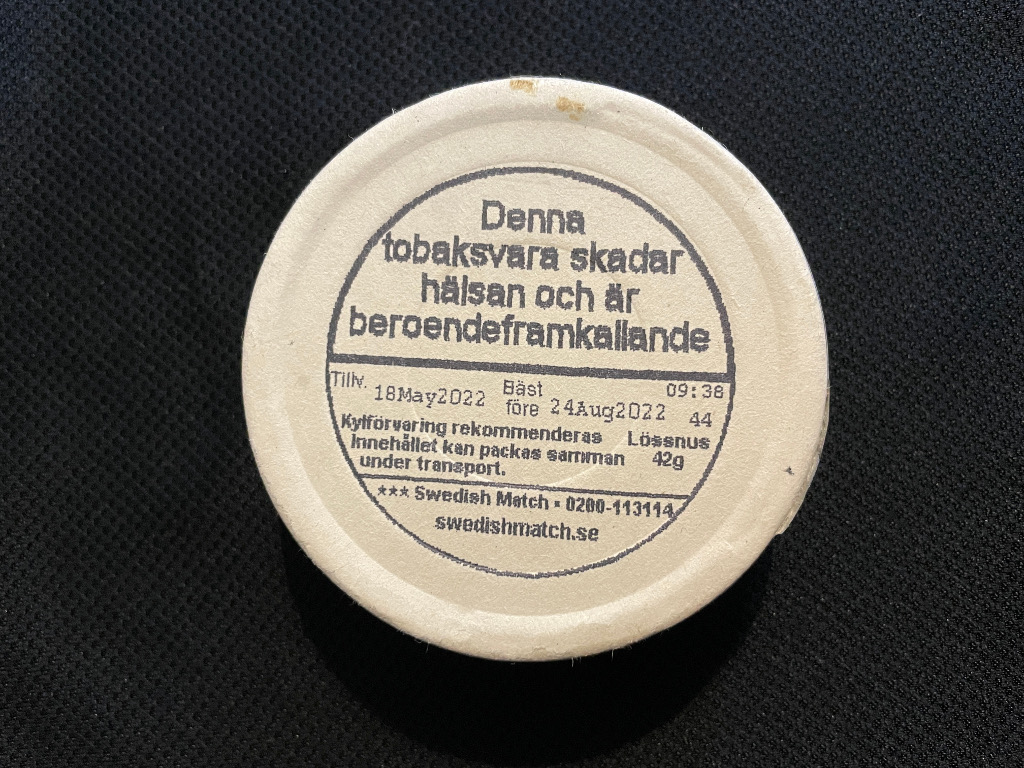 Denna
tobaksvara skadar
hälsan och är
beroendeframkallande
Tillv. 18May2022 Bäst före 24Aug2022 09:38
44
Kylförvaring rekommenderas Lössnus
Innehållet kan packas samman 42g
under transport.
*** Swedish Match ▪ 0200-113114
swedishmatch.se